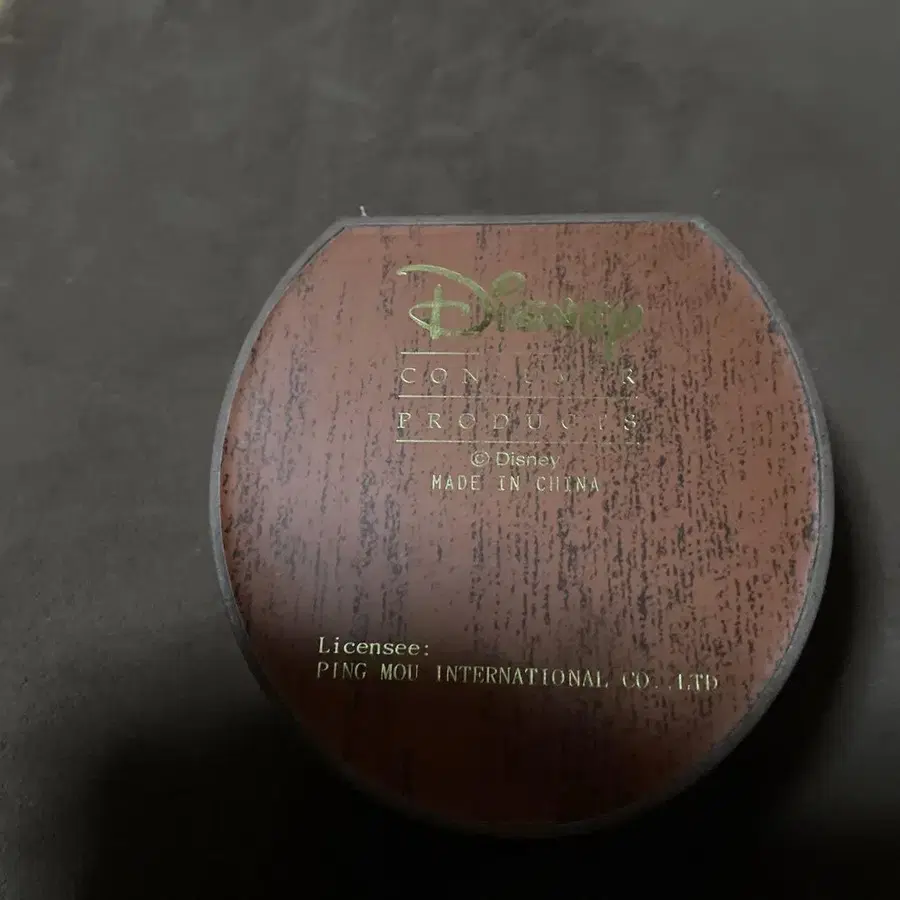 Disney
CONSUMER
PRODUCTS
© Disney
MADE IN CHINA
Licensee:
PING MOU INTERNATIONAL CO.,LTD